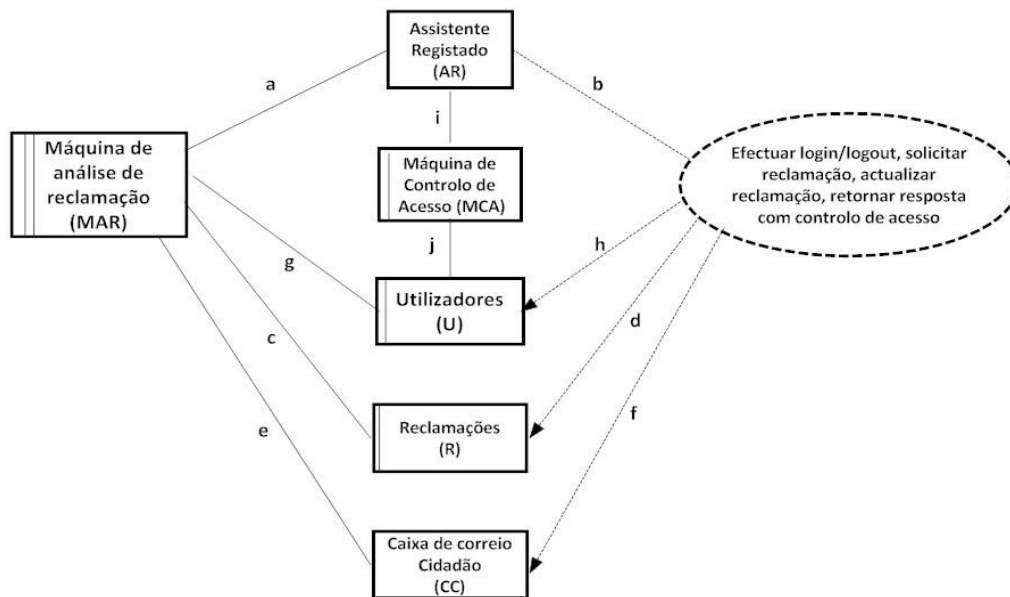 Assistente
Registado
(AR)
a
b
i
Máquina de
análise de
reclamação
(MAR)
Máquina de
Controlo de
Acesso (MCA)
Efectuar login/logout, solicitar
reclamação, actualizar
reclamação, retornar resposta
com controlo de acesso
j
h
g
Utilizadores
(U)
d
c
f
Reclamações
(R)
e
Caixa de correio
Cidadão
(CC)